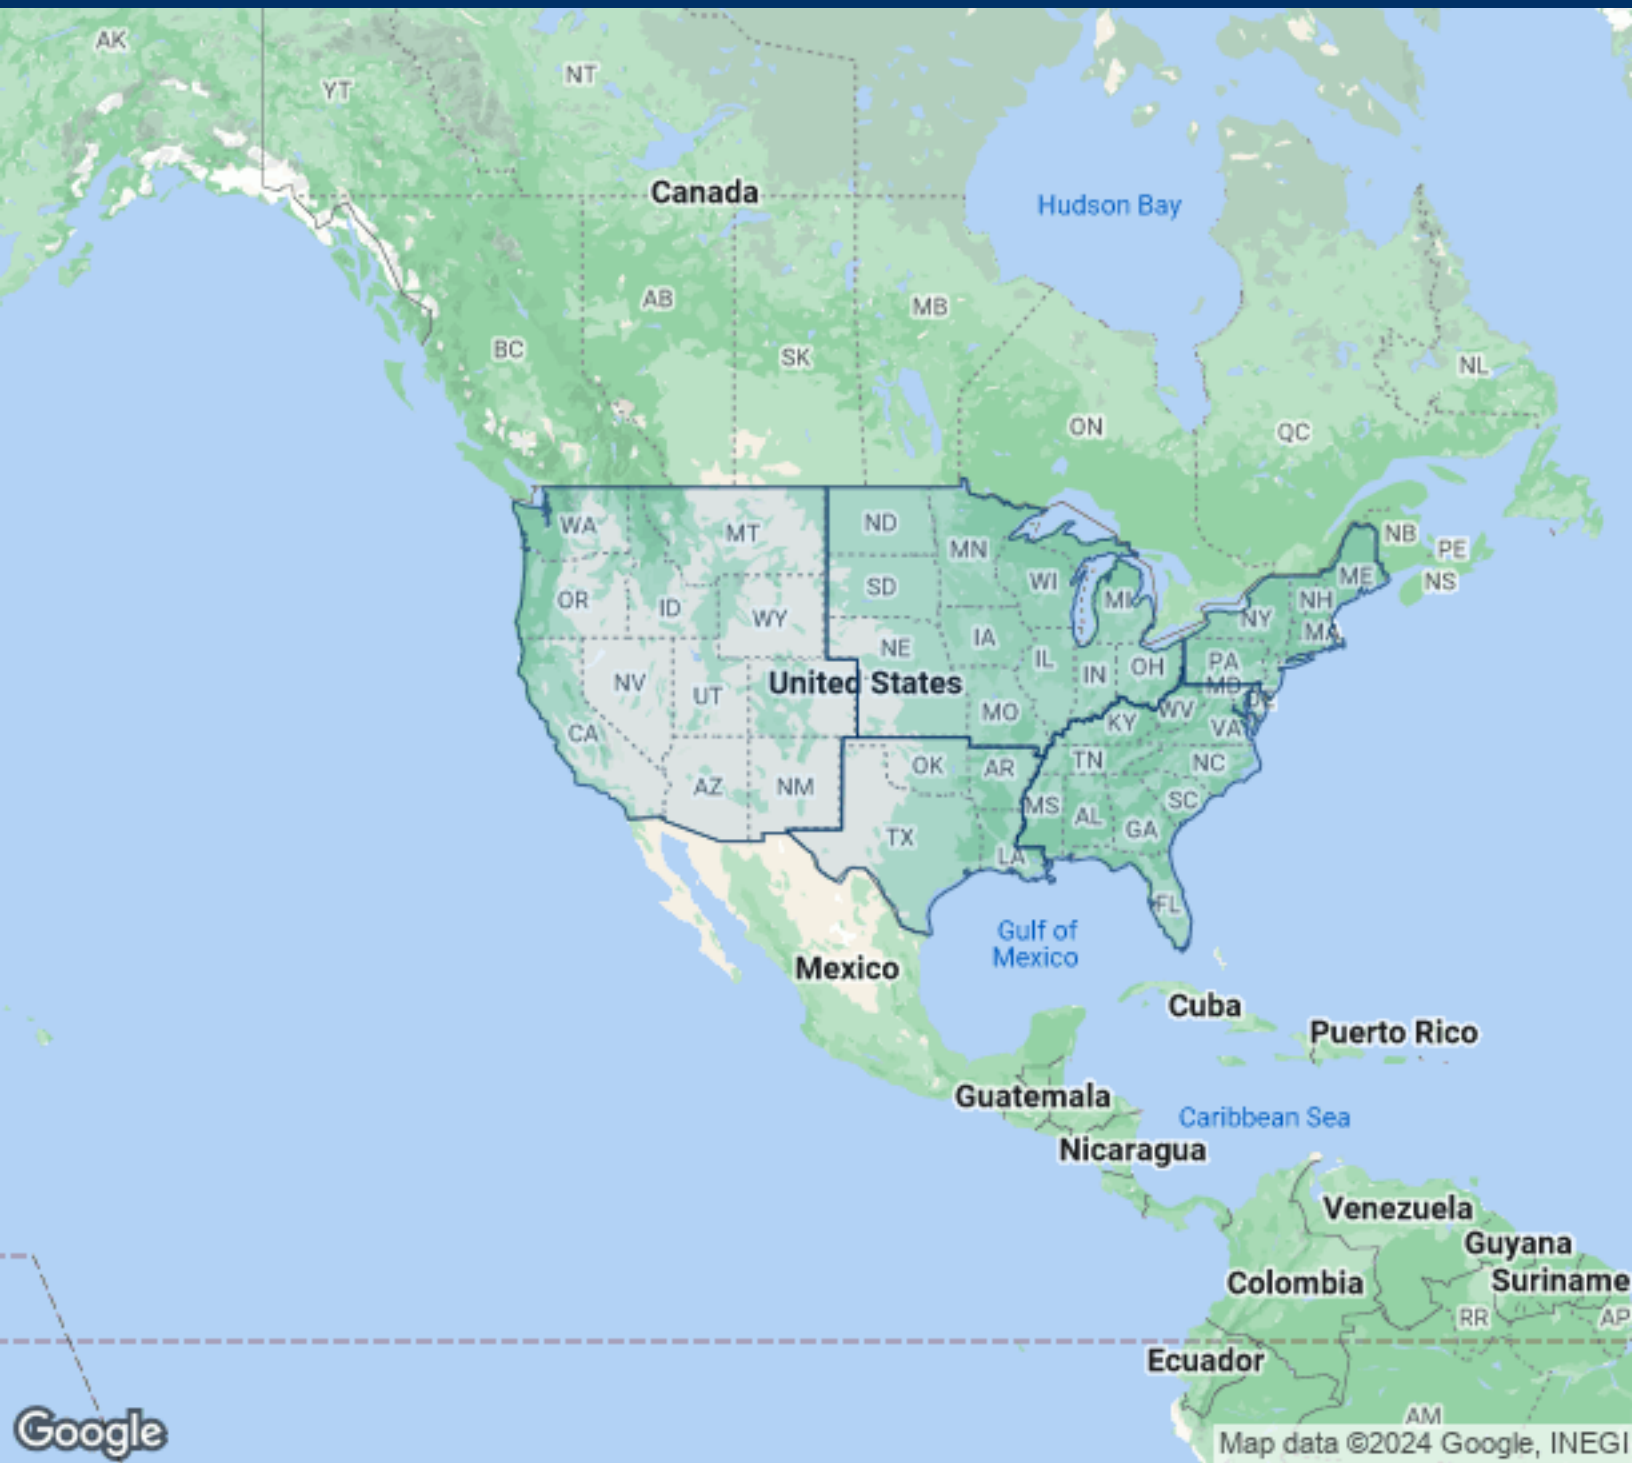 AK
YT
NT
Canada
Hudson Bay
AB
MB
BC
SK
NL
ON
QC
WA
MT
ND
MN
NB
PE
OR
ID
WY
SD
WI
MI
ME
NS
NH
NY
MA
NE
IA
IL
IN
OH
PA
NV
UT
United States
MD
DE
CA
MO
KY
WV
VA
AZ
NM
OK
AR
TN
NC
TX
MS
AL
SC
GA
LA
FL
Gulf of
Mexico
Mexico
Cuba
Puerto Rico
Guatemala
Caribbean Sea
Nicaragua
Venezuela
Guyana
Colombia
Suriname
RR
AP
Ecuador
AM
Google
Map data ©2024 Google, INEGI